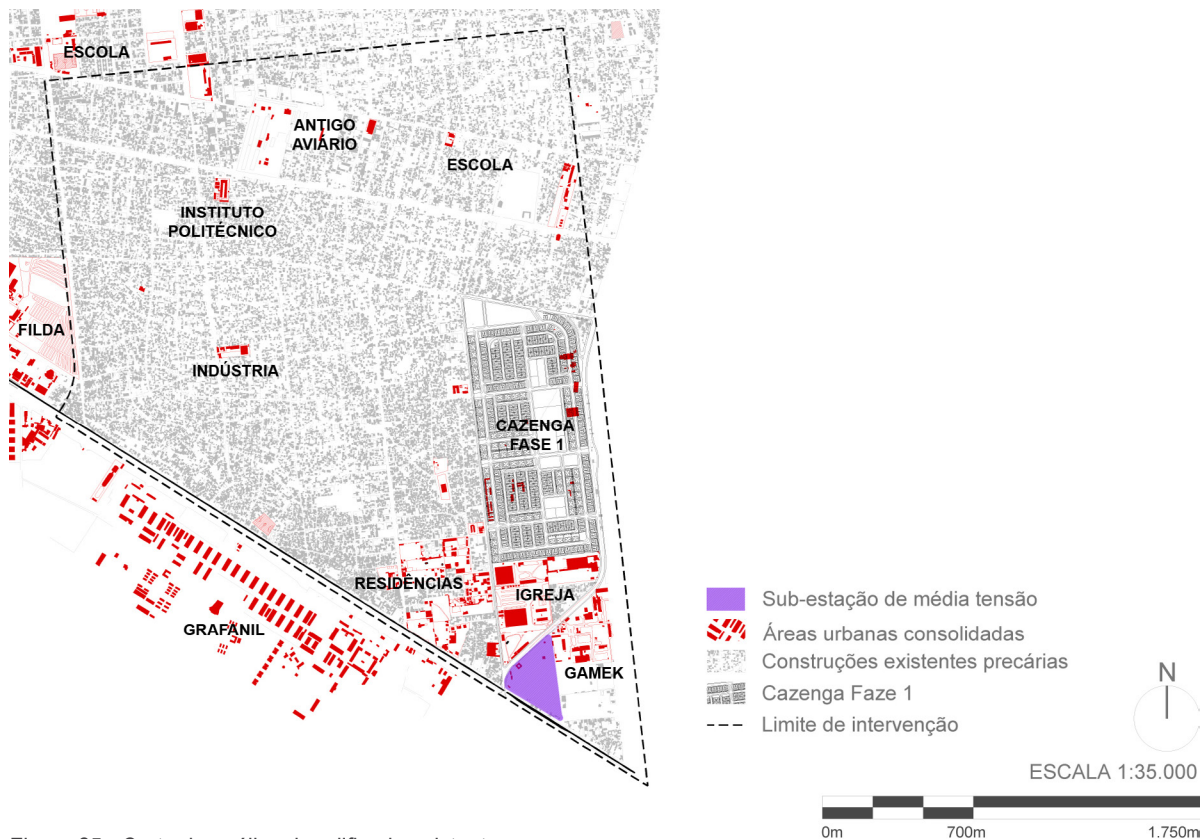 ESCOLA
ANTIGO
AVIÁRIO
ESCOLA
INSTITUTO
POLITÉCNICO
FILDA
INDÚSTRIA
CAZENGA
FASE 1
RESIDÊNCIAS
IGREJA
GRAFANIL
GAMEK
Sub-estação de média tensão
Áreas urbanas consolidadas
Construções existentes precárias
Cazenga Faze 1
Limite de intervenção
N
ESCALA 1:35.000
0m 700m 1.750m